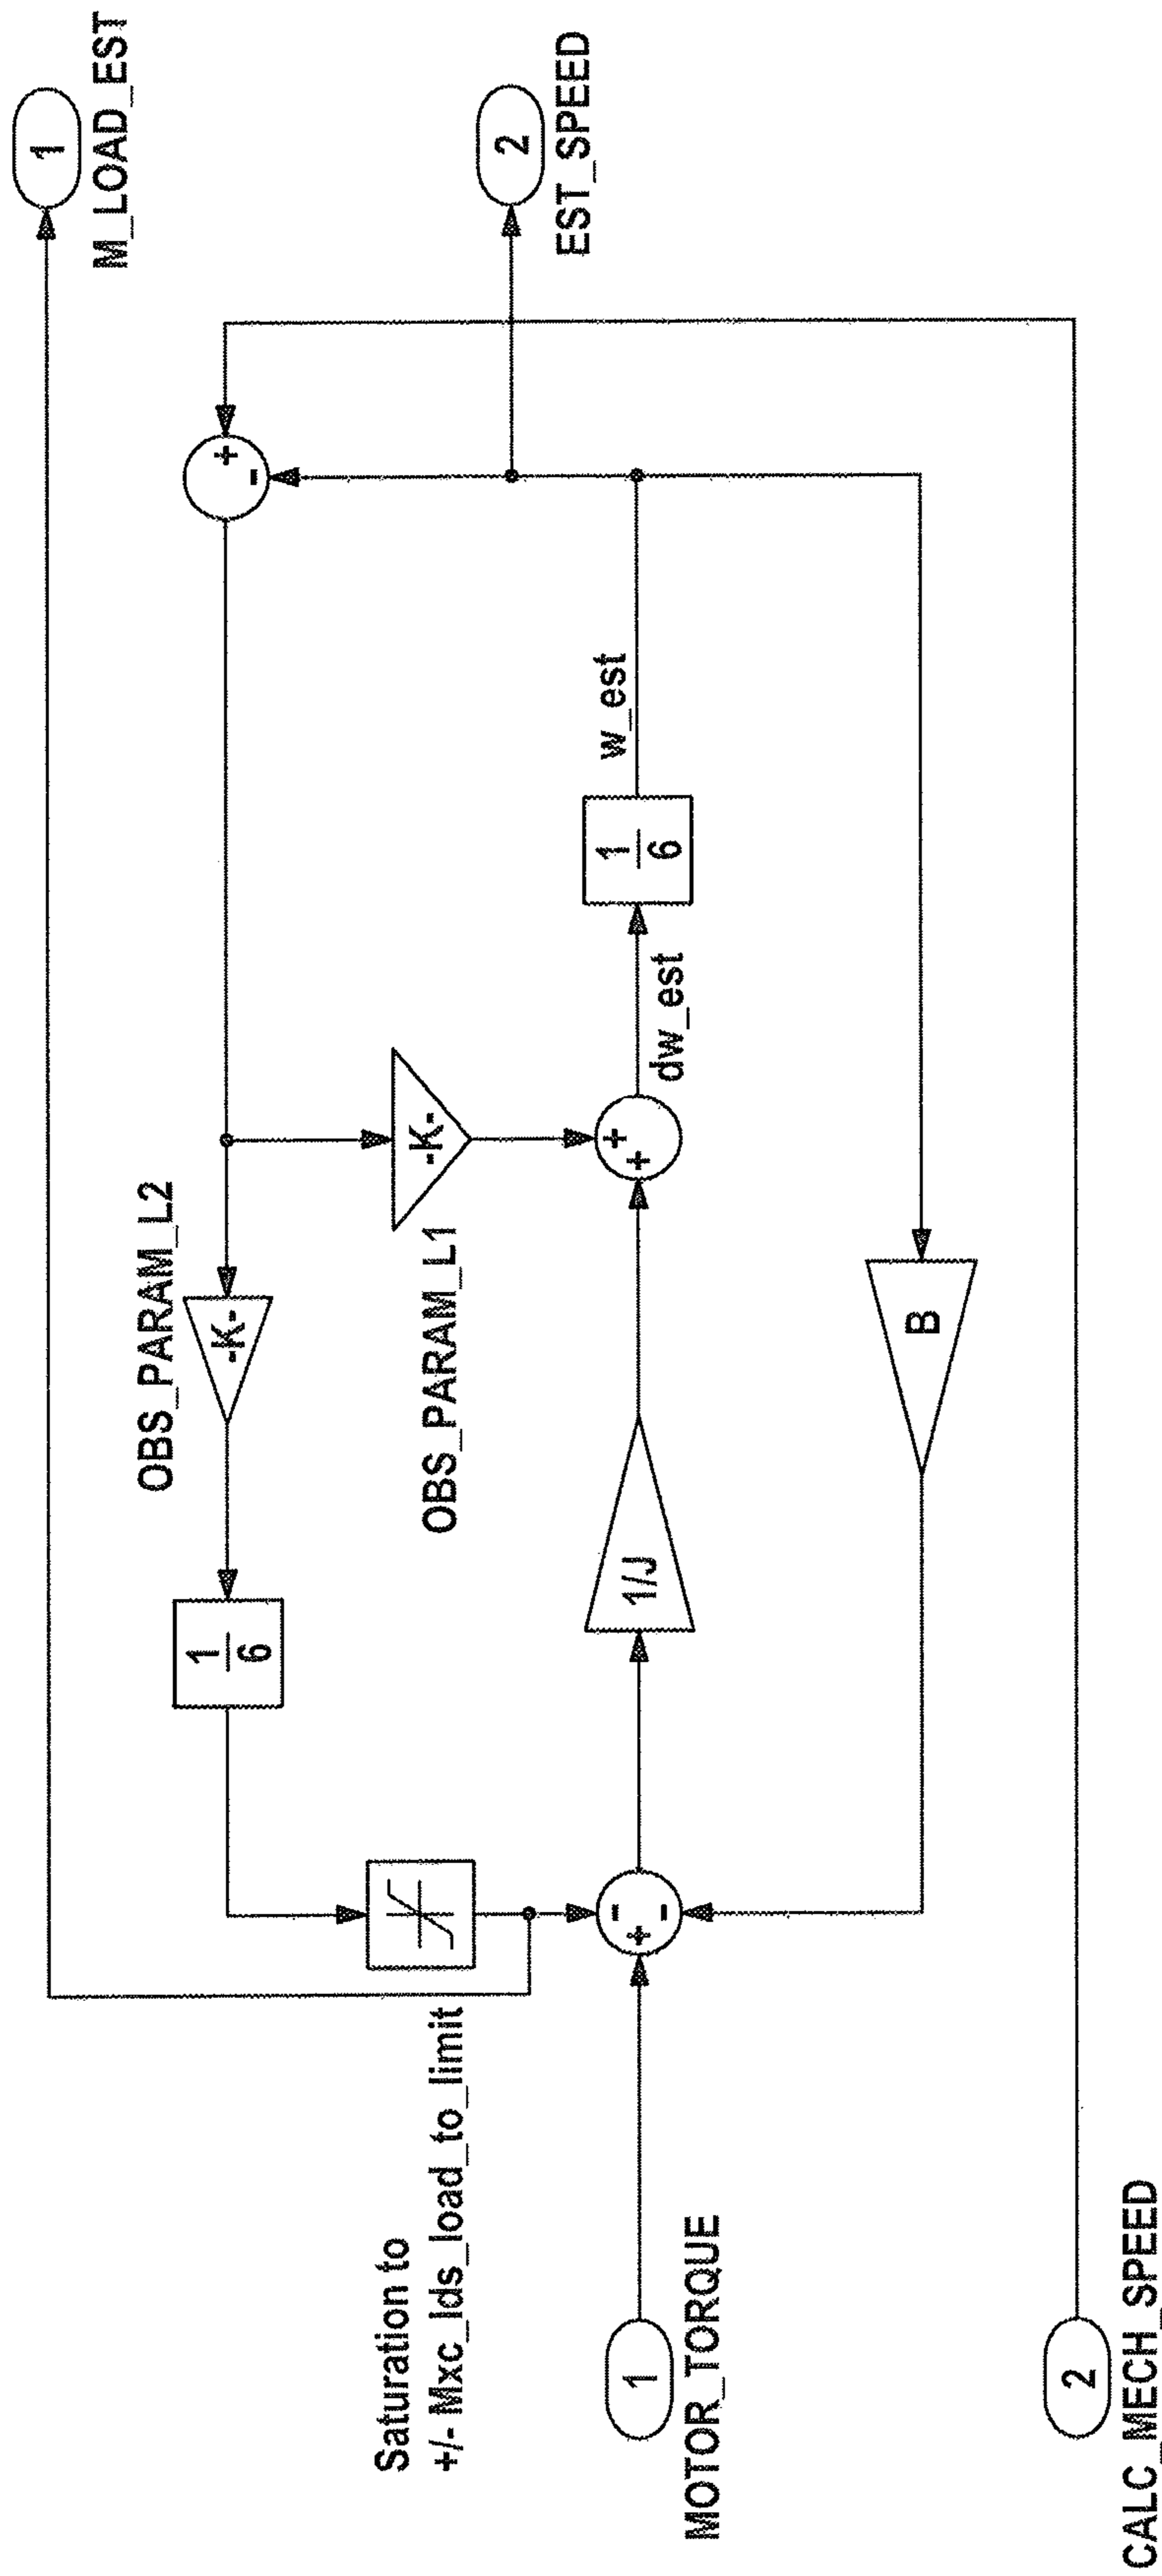 1
M_LOAD_EST
OBS_PARAM_L2
+
-
1
6
-K-
-K-
OBS_PARAM_L1
2
EST_SPEED
Saturation to
+/- Mxc_lds_load_to_limit
1
MOTOR_TORQUE
-
+
-
1/J
+
+
dw_est
1
6
w_est
B
2
CALC_MECH_SPEED